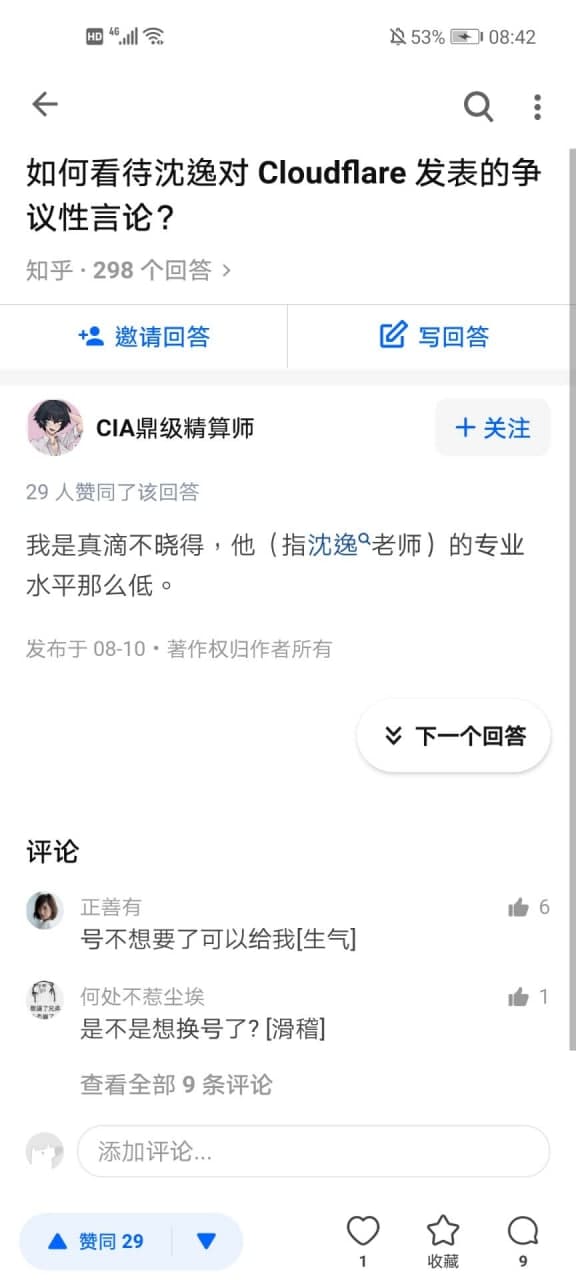 HD 4G 53% 08:42
如何看待沈逸对 Cloudflare 发表的争
议性言论？
知乎 · 298 个回答 >
邀请回答
写回答
CIA鼎级精算师
+ 关注
29 人赞同了该回答
我是真滴不晓得，他（指沈逸老师）的专业
水平那么低。
发布于 08-10・著作权归作者所有
下一个回答
评论
正善有
6
号不想要了可以给我[生气]
何处不惹尘埃
1
是不是想换号了? [滑稽]
查看全部 9 条评论
添加评论...
赞同 29
1
收藏
9